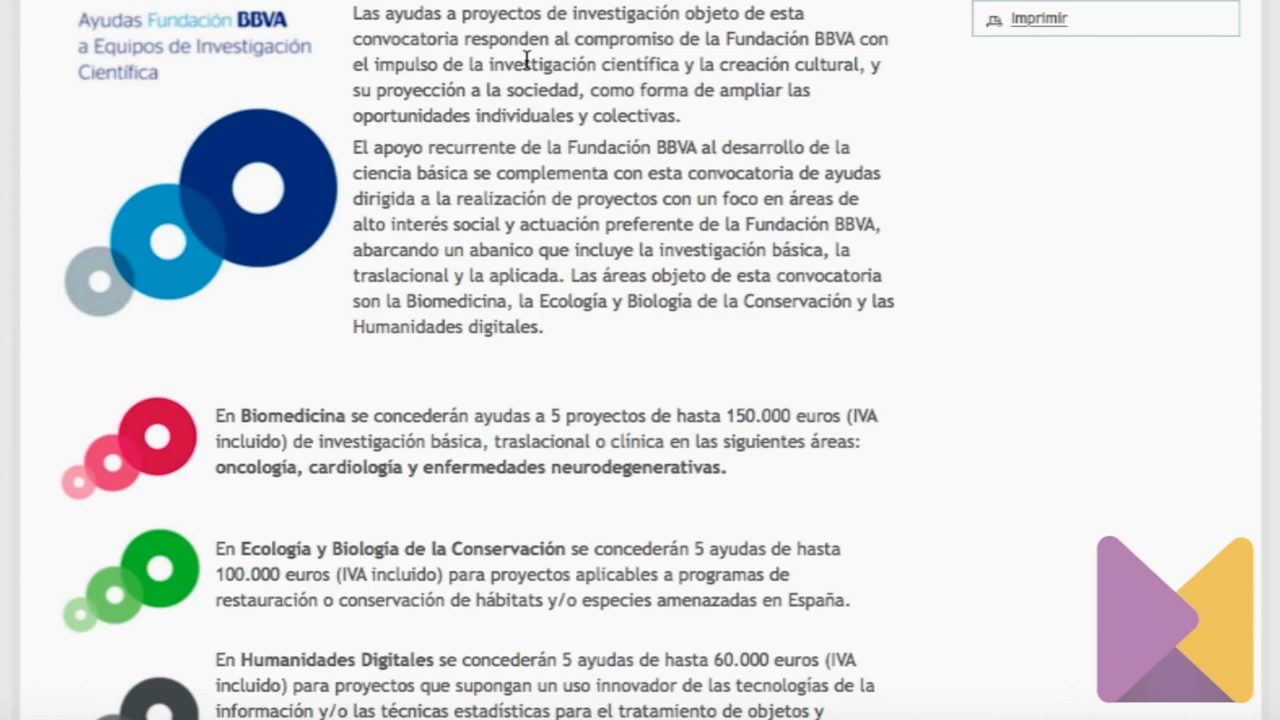 Ayudas Fundación BBVA
a Equipos de Investigación
Científica
Las ayudas a proyectos de investigación objeto de esta
convocatoria responden al compromiso de la Fundación BBVA con
el impulso de la investigación científica y la creación cultural, y
su proyección a la sociedad, como forma de ampliar las
oportunidades individuales y colectivas.
El apoyo recurrente de la Fundación BBVA al desarrollo de la
ciencia básica se complementa con esta convocatoria de ayudas
dirigida a la realización de proyectos con un foco en áreas de
alto interés social y actuación preferente de la Fundación BBVA,
abarcando un abanico que incluye la investigación básica, la
traslacional y la aplicada. Las áreas objeto de esta convocatoria
son la Biomedicina, la Ecología y Biología de la Conservación y las
Humanidades digitales.
Imprimir
En Biomedicina se concederán ayudas a 5 proyectos de hasta 150.000 euros (IVA
incluido) de investigación básica, traslacional o clínica en las siguientes áreas:
oncología, cardiología y enfermedades neurodegenerativas.
En Ecología y Biología de la Conservación se concederán 5 ayudas de hasta
100.000 euros (IVA incluido) para proyectos aplicables a programas de
restauración o conservación de hábitats y/o especies amenazadas en España.
En Humanidades Digitales se concederán 5 ayudas de hasta 60.000 euros (IVA
incluido) para proyectos que supongan un uso innovador de las tecnologías de la
información y/o las técnicas estadísticas para el tratamiento de objetos y